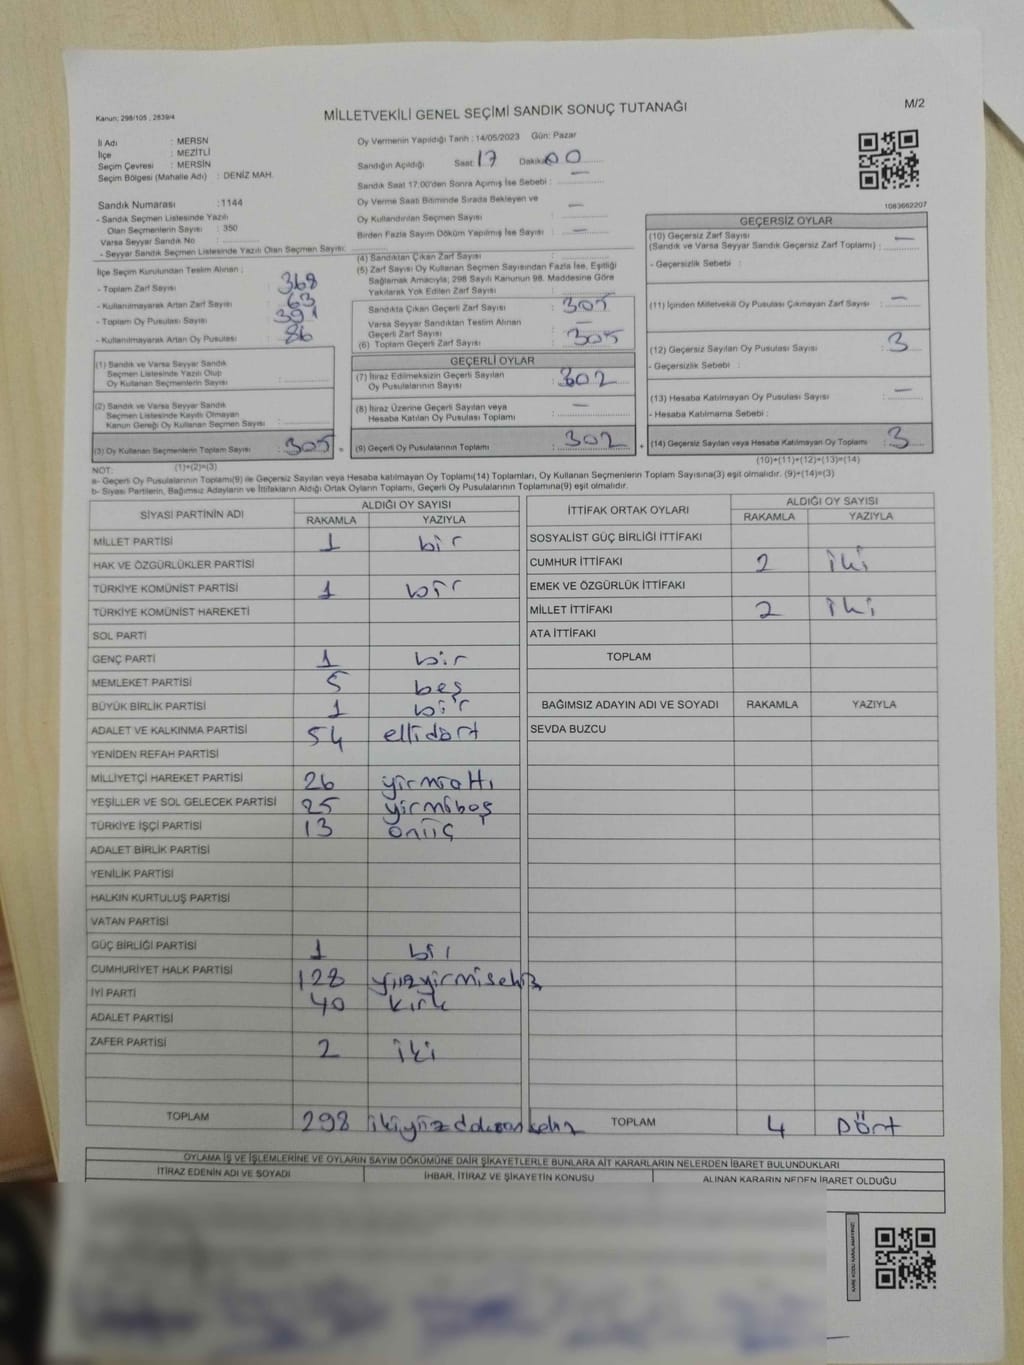 Kanun: 298/105 , 2839/4
MİLLETVEKİLİ GENEL SEÇİMİ SANDIK SONUÇ TUTANAĞI
M/2
İl Adı : MERSN
İlçe : MEZİTLİ
Seçim Çevresi : MERSİN
Seçim Bölgesi (Mahalle Adı) : DENİZ MAH.
Sandık Numarası : 1144
- Sandık Seçmen Listesinde Yazılı
Olan Seçmenlerin Sayısı : 350
Varsa Seyyar Sandık No :
- Seyyar Sandık Seçmen Listelerinde Yazılı Olan Seçmen Sayısı:
Oy Vermenin Yapıldığı Tarih : 14/05/2023 Gün: Pazar
Sandığın Açıldığı Saat: 17 Dakika: 00
Sandık Saat 17:00'den Sonra Açılmış İse Sebebi : —
Oy Verme Saati Bitiminde Sırada Bekleyen ve
Oy Kullandırılan Seçmen Sayısı : —
Birden Fazla Sayım Döküm Yapılmış İse Sayısı : —
1083662207
İlçe Seçim Kurulundan Teslim Alınan ;
- Toplam Zarf Sayısı : 368
- Kullanılmayarak Artan Zarf Sayısı : 63
- Toplam Oy Pusulası Sayısı : 391
- Kullanılmayarak Artan Oy Pusulası : 86
(1) Sandık ve Varsa Seyyar Sandık
Seçmen Listesinde Yazılı Olup
Oy Kullanan Seçmenlerin Sayısı :
(2) Sandık ve Varsa Seyyar Sandık
Seçmen Listesinde Kayıtlı Olmayan
Kanun Gereği Oy Kullanan Seçmen Sayısı :
(3) Oy Kullanan Seçmenlerin Toplam Sayısı : 305 =
(1)+(2)=(3)
(4) Sandıktan Çıkan Zarf Sayısı :
(5) Zarf Sayısı Oy Kullanan Seçmen Sayısından Fazla İse, Eşitliği
Sağlamak Amacıyla; 298 Sayılı Kanunun 98. Maddesine Göre
Yakılarak Yok Edilen Zarf Sayısı :
Sandıkta Çıkan Geçerli Zarf Sayısı : 305
Varsa Seyyar Sandıktan Teslim Alınan
Geçerli Zarf Sayısı : —
(6) Toplam Geçerli Zarf Sayısı : 305
GEÇERLİ OYLAR
(7) İtiraz Edilmeksizin Geçerli Sayılan
Oy Pusulalarının Sayısı : 302
(8) İtiraz Üzerine Geçerli Sayılan veya
Hesaba Katılan Oy Pusulası Toplamı : —
(9) Geçerli Oy Pusulalarının Toplamı : 302 +
GEÇERSİZ OYLAR
(10) Geçersiz Zarf Sayısı
(Sandık ve Varsa Seyyar Sandık Geçersiz Zarf Toplamı) : —
- Geçersizlik Sebebi :
(11) İçinden Milletvekili Oy Pusulası Çıkmayan Zarf Sayısı : —
(12) Geçersiz Sayılan Oy Pusulası Sayısı : 3
- Geçersizlik Sebebi :
(13) Hesaba Katılmayan Oy Pusulası Sayısı : —
- Hesaba Katılmama Sebebi :
(14) Geçersiz Sayılan veya Hesaba Katılmayan Oy Toplamı : 3
(10)+(11)+(12)+(13)=(14)
NOT:
a- Geçerli Oy Pusulaları Toplamı(9) ile Geçersiz Sayılan veya Hesaba katılmayan Oy Toplamı(14) Toplamları, Oy Kullanan Seçmenlerin Toplam Sayısına(3) eşit olmalıdır. (9)+(14)=(3)
b- Siyasi Partilerin, Bağımsız Adayların ve İttifakların Aldığı Ortak Oyların Toplamı, Geçerli Oy Pusulalarının Toplamına(9) eşit olmalıdır.
SİYASİ PARTİNİN ADI ALDIĞI OY SAYISI
RAKAMLA YAZIYLA
MİLLET PARTİSİ 1 bir
HAK VE ÖZGÜRLÜKLER PARTİSİ
TÜRKİYE KOMÜNİST PARTİSİ 1 bir
TÜRKİYE KOMÜNİST HAREKETİ
SOL PARTİ
GENÇ PARTİ 1 bir
MEMLEKET PARTİSİ 5 beş
BÜYÜK BİRLİK PARTİSİ 1 bir
ADALET VE KALKINMA PARTİSİ 54 ellidört
YENİDEN REFAH PARTİSİ
MİLLİYETÇİ HAREKET PARTİSİ 26 yirmialtı
YEŞİLLER VE SOL GELECEK PARTİSİ 25 yirmibeş
TÜRKİYE İŞÇİ PARTİSİ 13 onüç
ADALET BİRLİK PARTİSİ
YENİLİK PARTİSİ
HALKIN KURTULUŞ PARTİSİ
VATAN PARTİSİ
GÜÇ BİRLİĞİ PARTİSİ 1 bir
CUMHURİYET HALK PARTİSİ 128 yüzyirmisekiz
İYİ PARTİ 40 kırk
ADALET PARTİSİ
ZAFER PARTİSİ 2 iki
TOPLAM 298 ikiyüzdoksansekiz
İTTİFAK ORTAK OYLARI ALDIĞI OY SAYISI
RAKAMLA YAZIYLA
SOSYALİST GÜÇ BİRLİĞİ İTTİFAKI
CUMHUR İTTİFAKI 2 iki
EMEK VE ÖZGÜRLÜK İTTİFAKI
MİLLET İTTİFAKI 2 iki
ATA İTTİFAKI
TOPLAM
BAĞIMSIZ ADAYIN ADI VE SOYADI RAKAMLA YAZIYLA
SEVDA BUZCU
TOPLAM 4 Dört
OYLAMA İŞ VE İŞLEMLERİNE VE OYLARIN SAYIM DÖKÜMÜNE DAİR ŞİKAYETLERLE BUNLARA AİT KARARLARIN NELERDEN İBARET BULUNDUKLARI
İTİRAZ EDENİN ADI VE SOYADI İHBAR, İTİRAZ VE ŞİKAYETİN KONUSU ALINAN KARARIN NEDEN İBARET OLDUĞU
KARE KODU KARALAMAYINIZ!